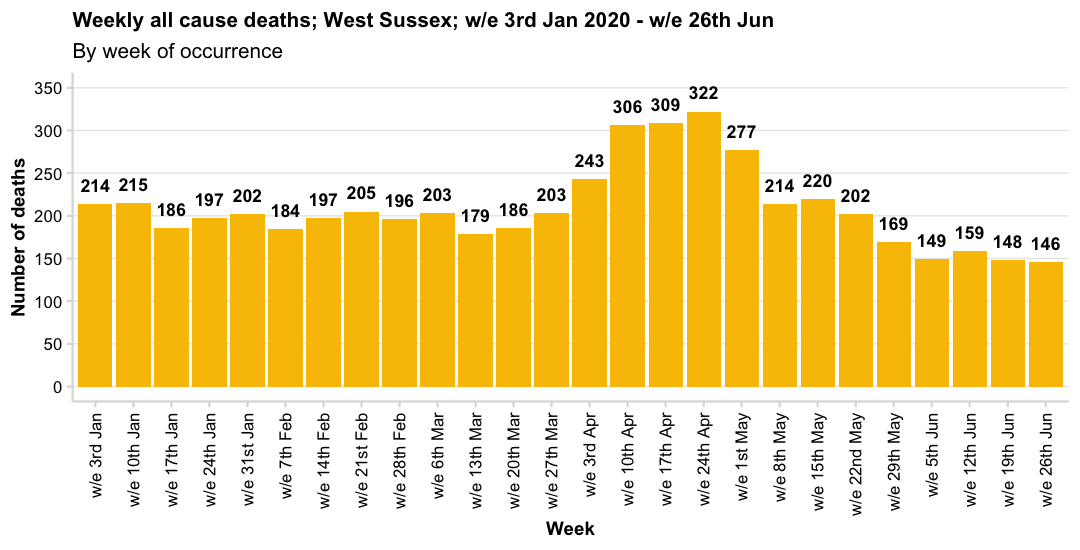 Weekly all cause deaths; West Sussex; w/e 3rd Jan 2020 - w/e 26th Jun
By week of occurrence
Number of deaths
350
300
250
200
150
100
50
0
214
215
186
197
202
184
197
205
196
203
179
186
203
243
306
309
322
277
214
220
202
169
149
159
148
146
w/e 3rd Jan
w/e 10th Jan
w/e 17th Jan
w/e 24th Jan
w/e 31st Jan
w/e 7th Feb
w/e 14th Feb
w/e 21st Feb
w/e 28th Feb
w/e 6th Mar
w/e 13th Mar
w/e 20th Mar
w/e 27th Mar
w/e 3rd Apr
w/e 10th Apr
w/e 17th Apr
w/e 24th Apr
w/e 1st May
w/e 8th May
w/e 15th May
w/e 22nd May
w/e 29th May
w/e 5th Jun
w/e 12th Jun
w/e 19th Jun
w/e 26th Jun
Week